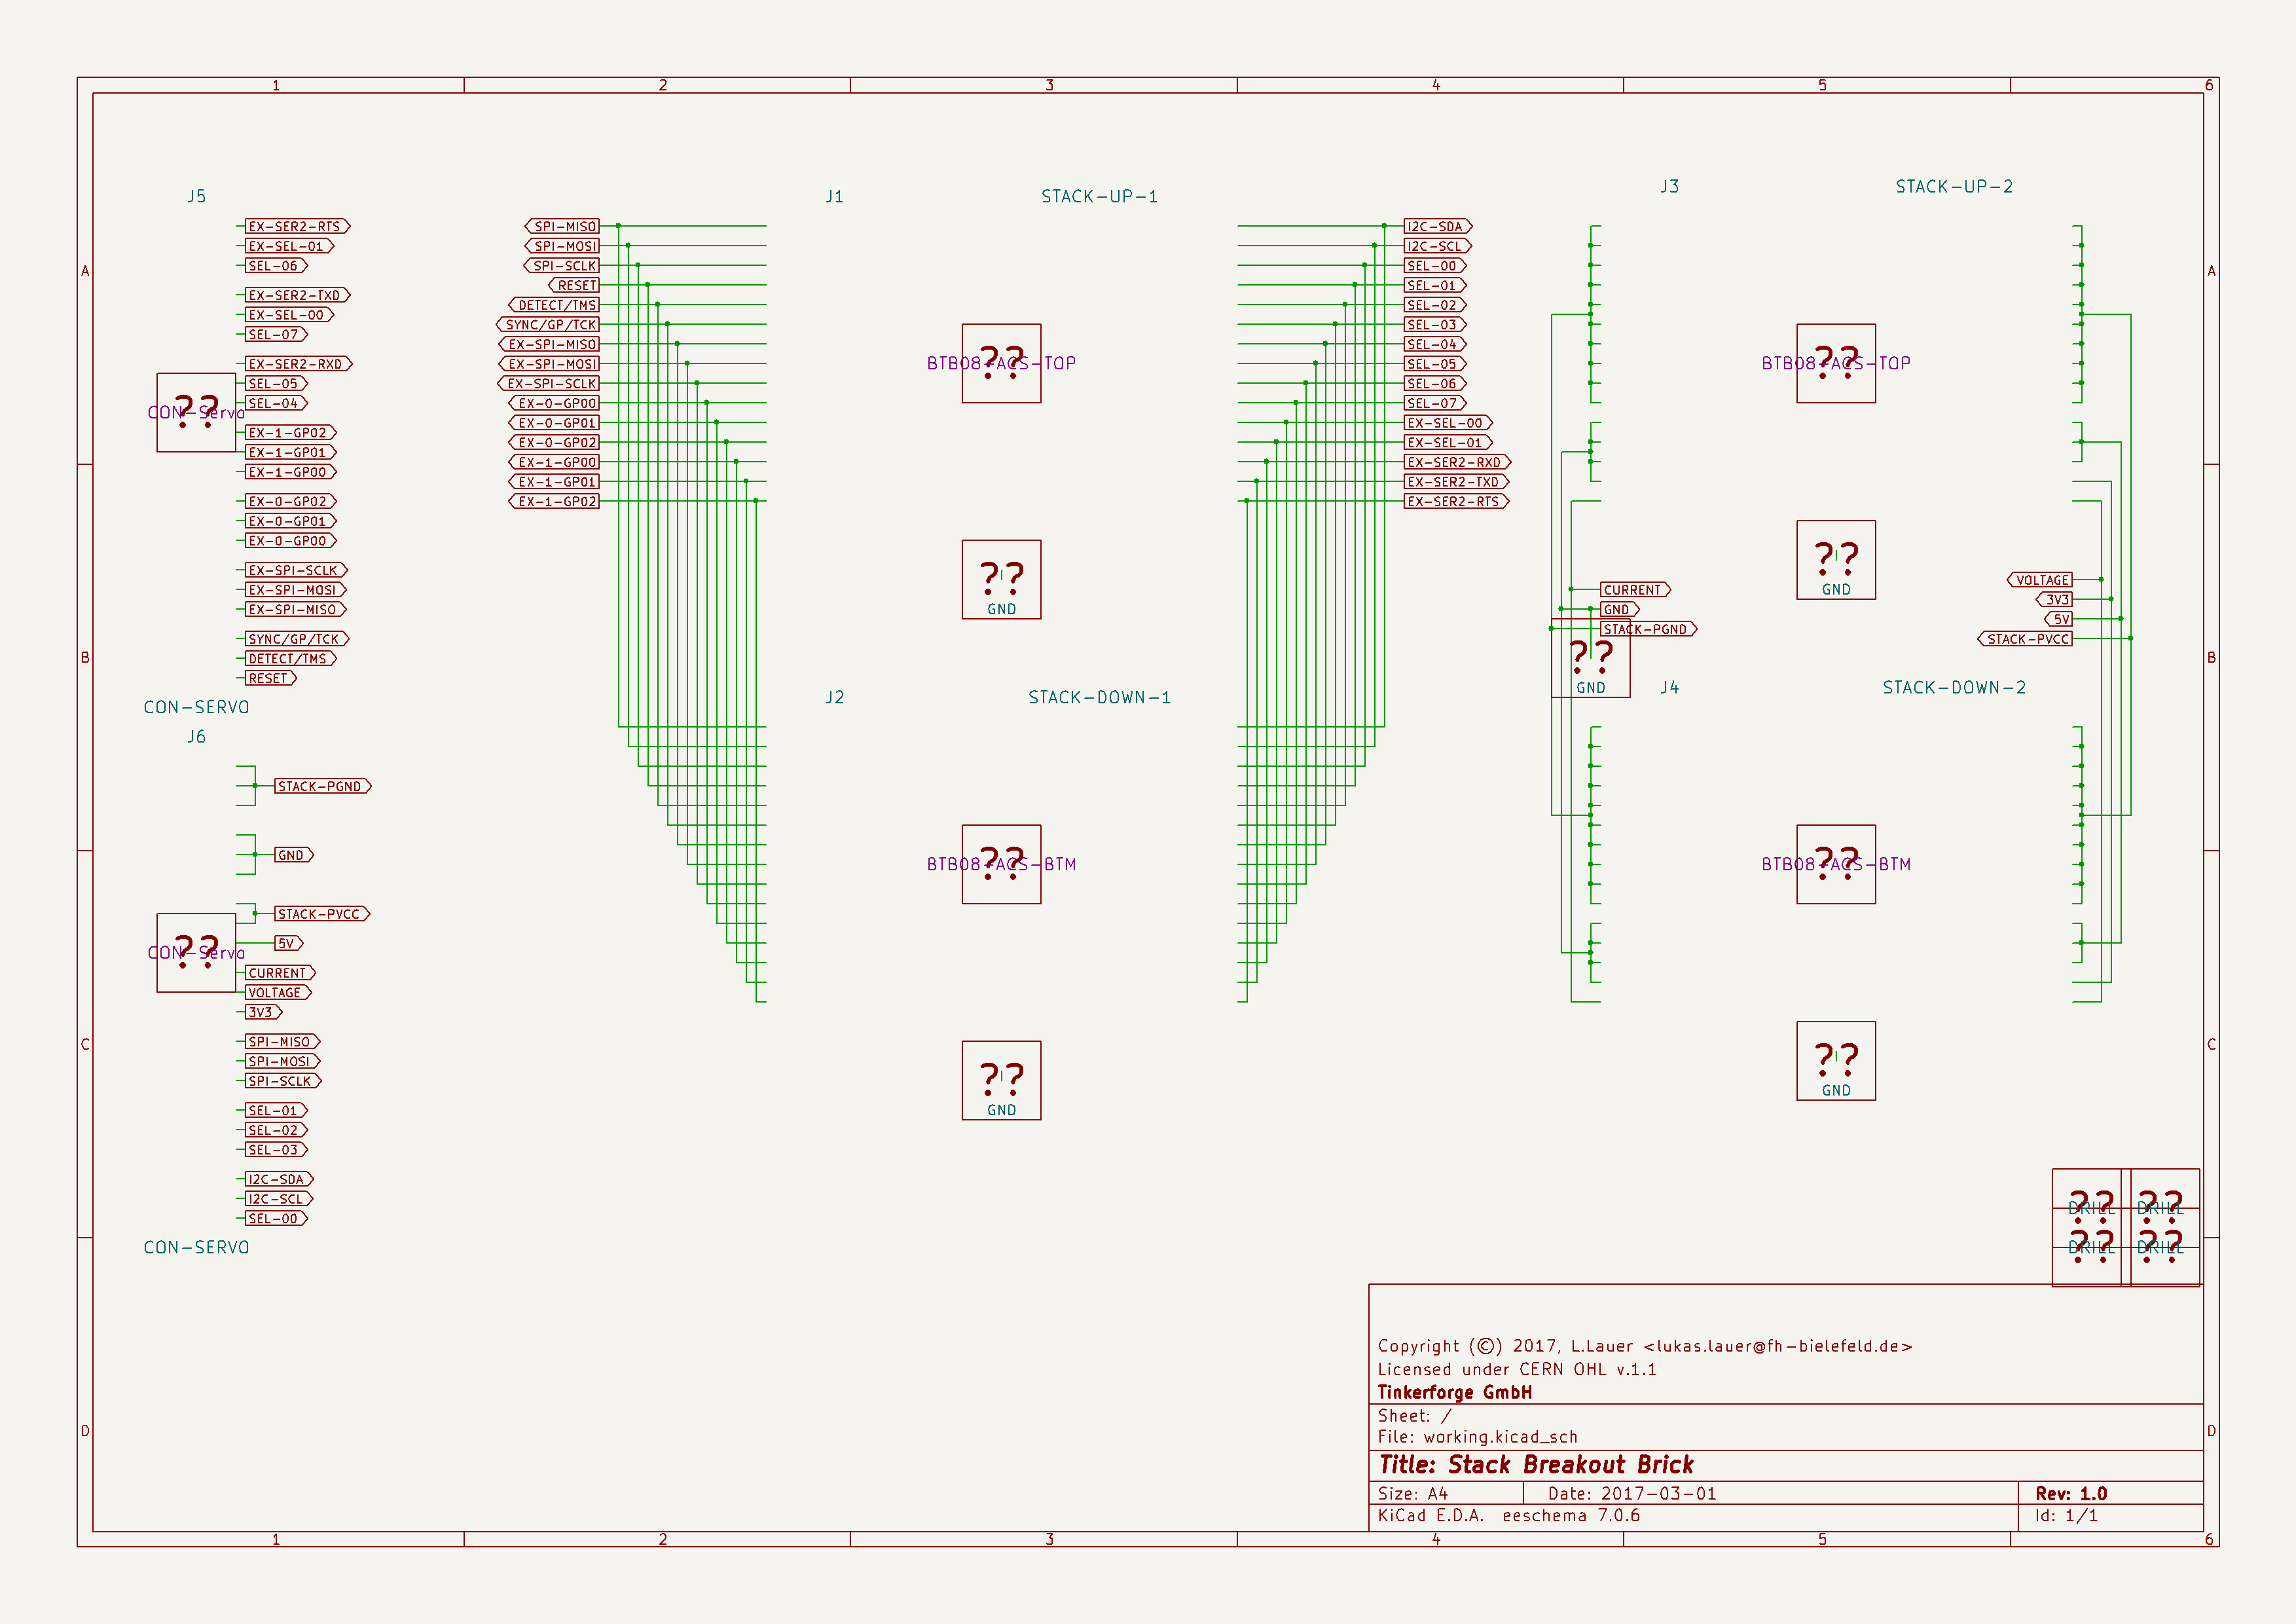 1 2 3 4 5 6
A
B
C
D
J5
EX-SER2-RTS
EX-SEL-01
SEL-06
EX-SER2-TXD
EX-SEL-00
SEL-07
EX-SER2-RXD
SEL-05
SEL-04
??
CON-Servo
EX-1-GP02
EX-1-GP01
EX-1-GP00
EX-0-GP02
EX-0-GP01
EX-0-GP00
EX-SPI-SCLK
EX-SPI-MOSI
EX-SPI-MISO
SYNC/GP/TCK
DETECT/TMS
RESET
CON-SERVO
J6
STACK-PGND
GND
STACK-PVCC
5V
??
CON-Servo
CURRENT
VOLTAGE
3V3
SPI-MISO
SPI-MOSI
SPI-SCLK
SEL-01
SEL-02
SEL-03
I2C-SDA
I2C-SCL
SEL-00
CON-SERVO
J1 STACK-UP-1
SPI-MISO
SPI-MOSI
SPI-SCLK
RESET
DETECT/TMS
SYNC/GP/TCK
EX-SPI-MISO
EX-SPI-MOSI
EX-SPI-SCLK
EX-0-GP00
EX-0-GP01
EX-0-GP02
EX-1-GP00
EX-1-GP01
EX-1-GP02
??
BTB08-ACS-TOP
??
GND
I2C-SDA
I2C-SCL
SEL-00
SEL-01
SEL-02
SEL-03
SEL-04
SEL-05
SEL-06
SEL-07
EX-SEL-00
EX-SEL-01
EX-SER2-RXD
EX-SER2-TXD
EX-SER2-RTS
J2 STACK-DOWN-1
??
BTB08-ACS-BTM
??
GND
J3 STACK-UP-2
??
BTB08-ACS-TOP
??
GND
CURRENT
GND
STACK-PGND
??
GND
VOLTAGE
3V3
5V
STACK-PVCC
J4 STACK-DOWN-2
??
BTB08-ACS-BTM
??
GND
?? ??
DRILL DRILL
?? ??
DRILL DRILL
Copyright (©) 2017, L.Lauer <lukas.lauer@fh-bielefeld.de>
Licensed under CERN OHL v.1.1
Tinkerforge GmbH
Sheet: /
File: working.kicad_sch
Title: Stack Breakout Brick
Size: A4 Date: 2017-03-01 Rev: 1.0
KiCad E.D.A. eeschema 7.0.6 Id: 1/1
A
B
C
D
1 2 3 4 5 6